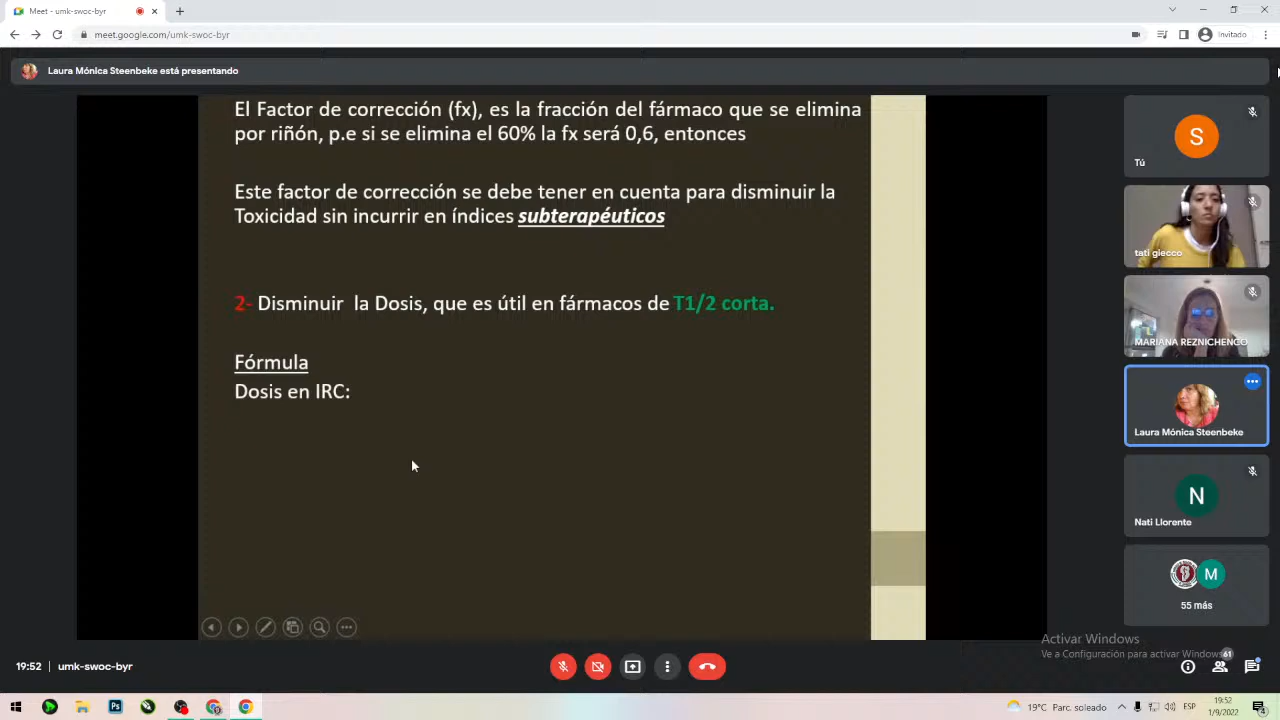 Meet - umk-swoc-byr
meet.google.com/umk-swoc-byr
Invitado
Laura Mónica Steenbeke está presentando
El Factor de corrección (fx), es la fracción del fármaco que se elimina
por riñón, p.e si se elimina el 60% la fx será 0,6, entonces
Este factor de corrección se debe tener en cuenta para disminuir la
Toxicidad sin incurrir en índices subterapéuticos
2- Disminuir la Dosis, que es útil en fármacos de T1/2 corta.
Fórmula
Dosis en IRC:
S
Tú
tati giecco
MARIANA REZNICHENCO
Laura Mónica Steenbeke
N
Nati Llorente
M
55 más
Activar Windows
Ve a Configuración para activar Windows
61
19:52 | umk-swoc-byr
Ps
19°C Parc. soleado
ESP
19:52
1/9/2022
4